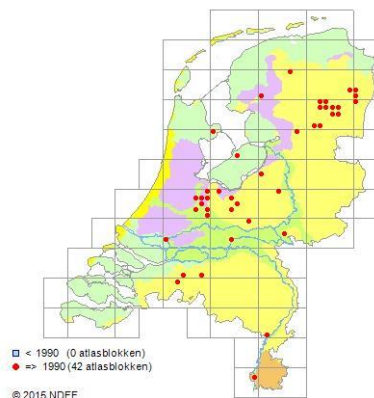 < 1990 (0 atlasblokken)
=> 1990 (42 atlasblokken)
© 2015 NDFF